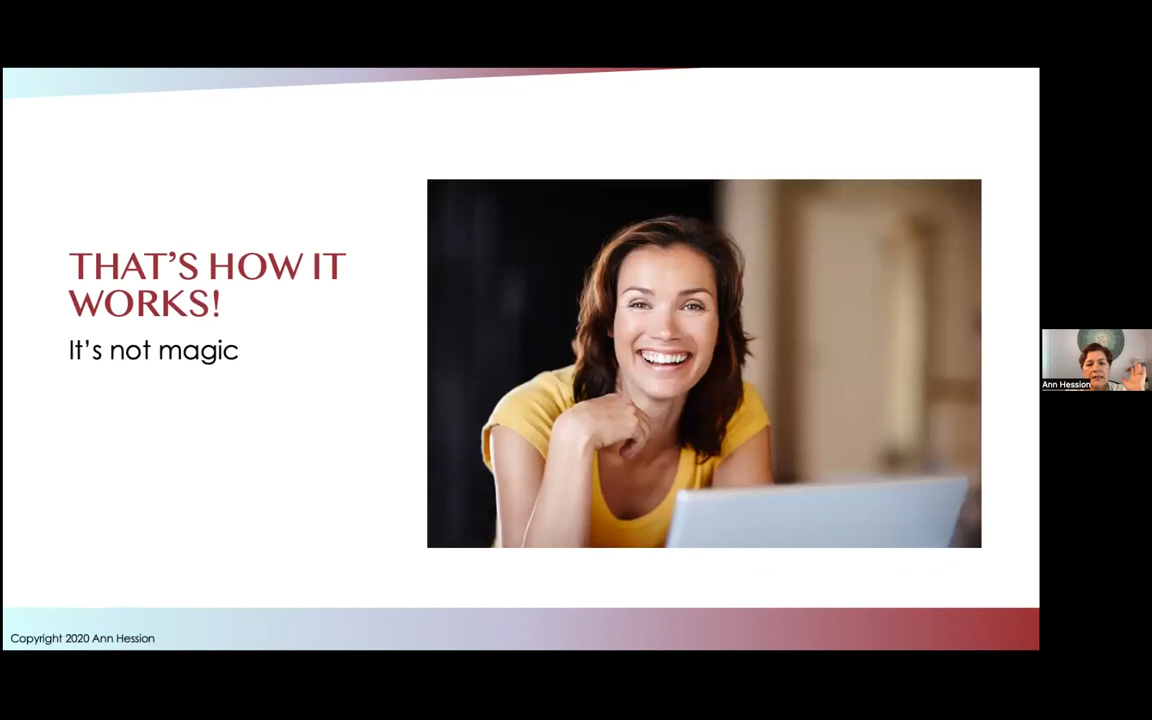 THAT'S HOW IT
WORKS!
It's not magic
Ann Hession
Copyright 2020 Ann Hession